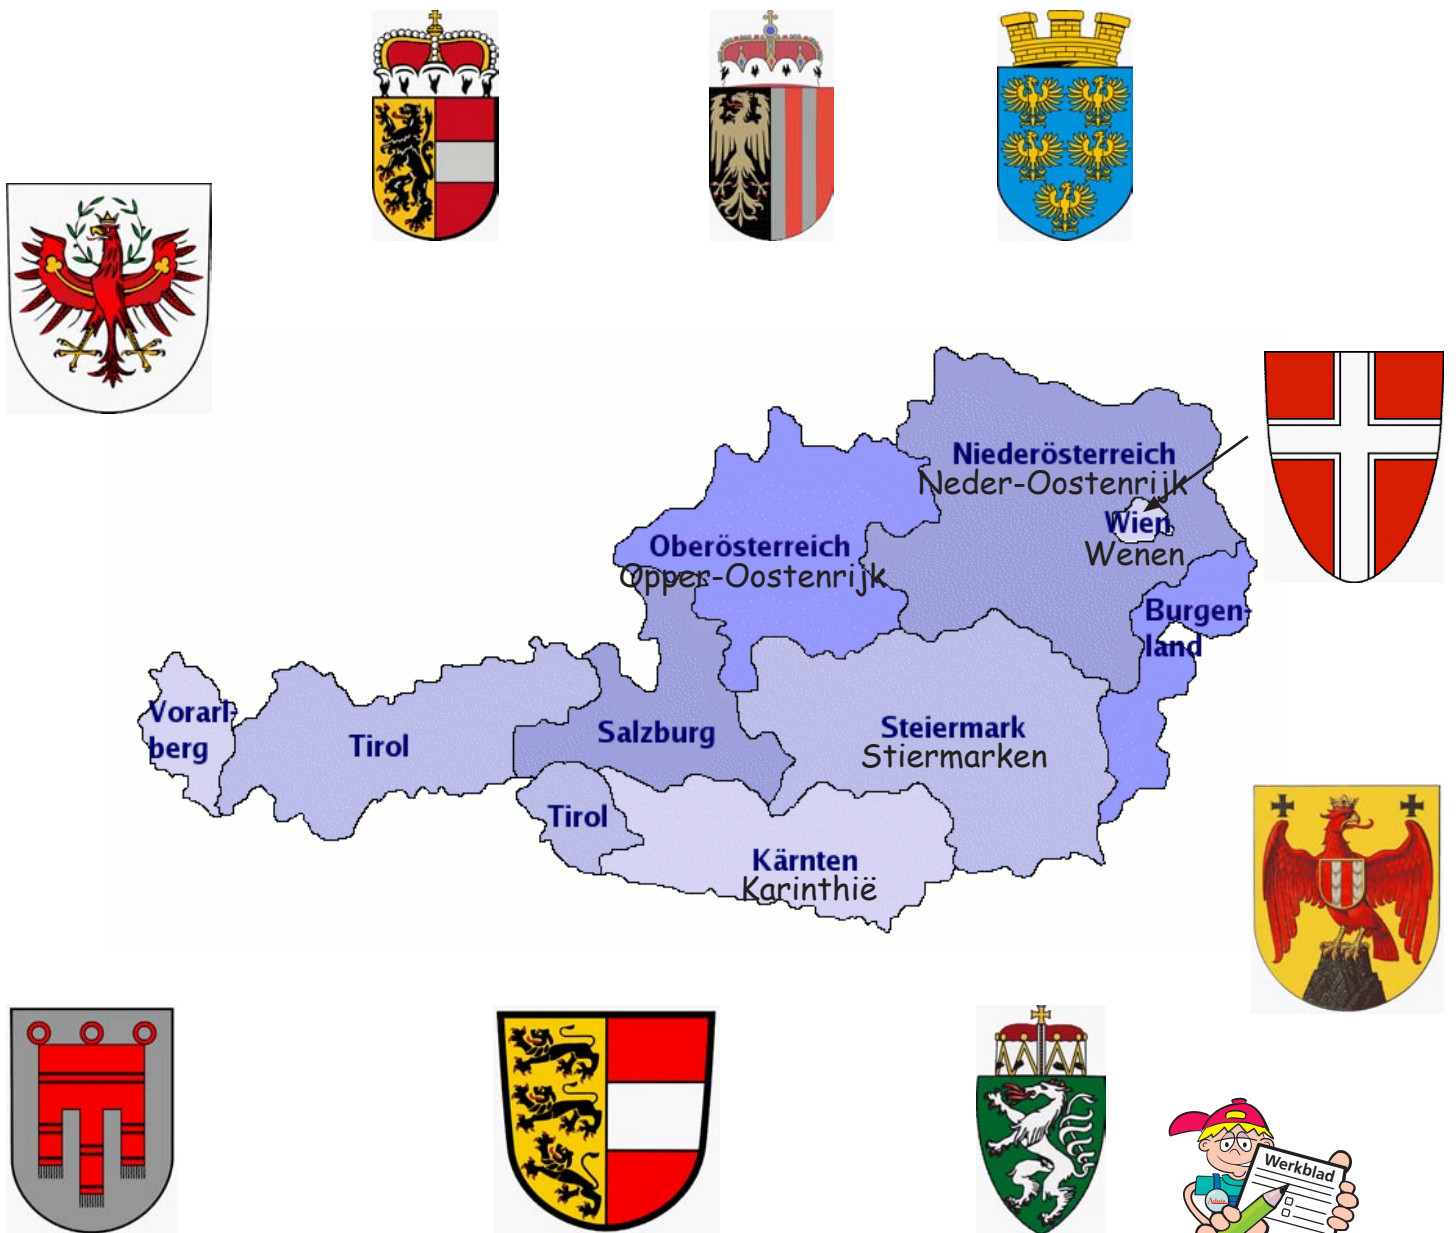 Niederösterreich
Neder-Oostenrijk
Wien
Wenen
Oberösterreich
Opper-Oostenrijk
Burgen-
land
Vorarl-
berg
Tirol
Salzburg
Steiermark
Stiermarken
Tirol
Kärnten
Karinthië
Werkblad